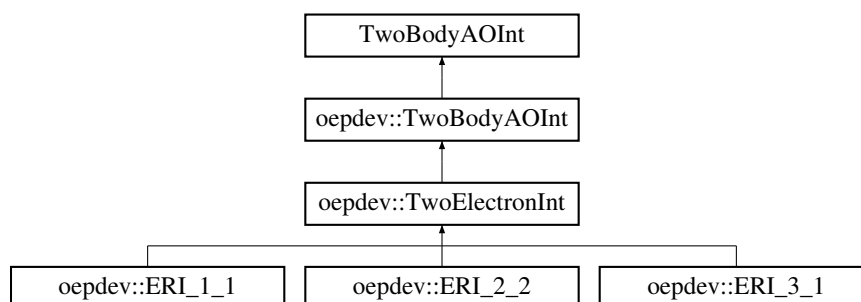 TwoBodyAOInt
oepdev::TwoBodyAOInt
oepdev::TwoElectronInt
oepdev::ERI_1_1 oepdev::ERI_2_2 oepdev::ERI_3_1